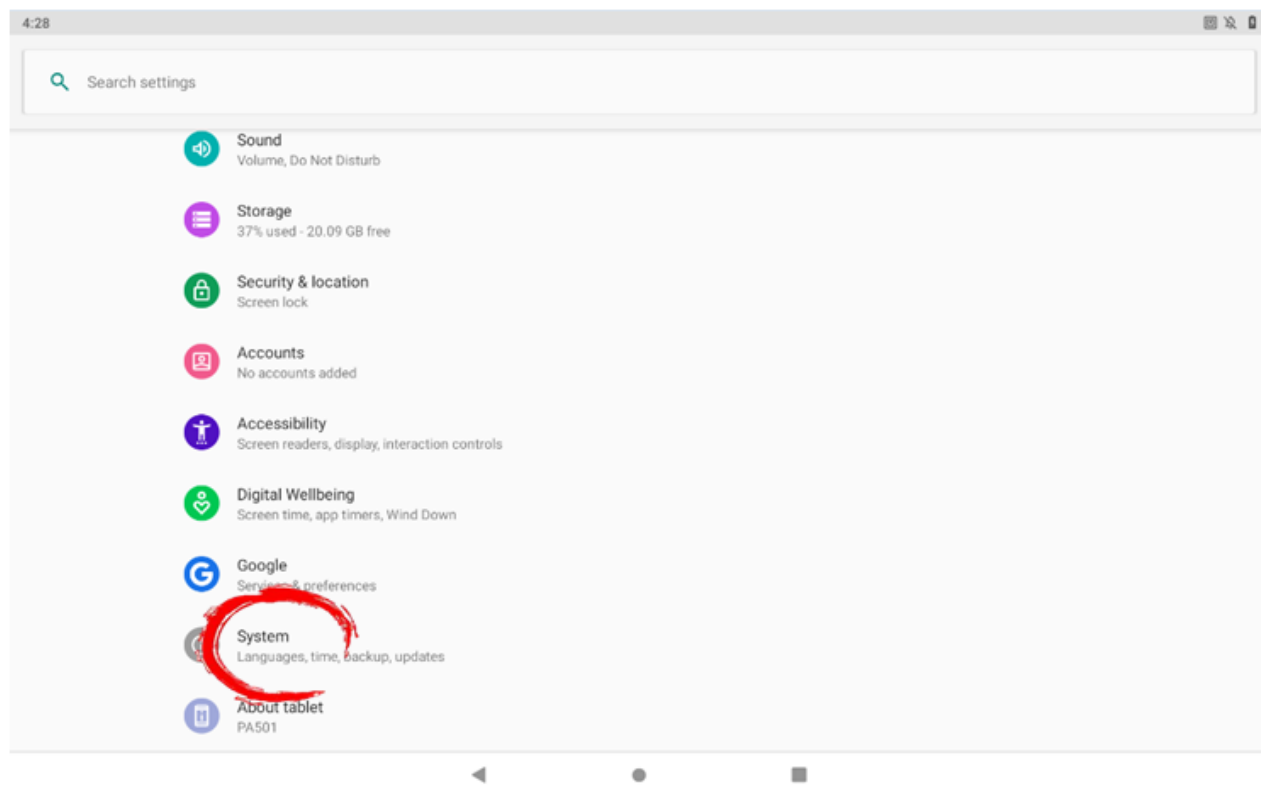 4:28
Search settings
Sound
Volume, Do Not Disturb
Storage
37% used - 20.09 GB free
Security & location
Screen lock
Accounts
No accounts added
Accessibility
Screen readers, display, interaction controls
Digital Wellbeing
Screen time, app timers, Wind Down
Google
Services & preferences
System
Languages, time, backup, updates
About tablet
PA501